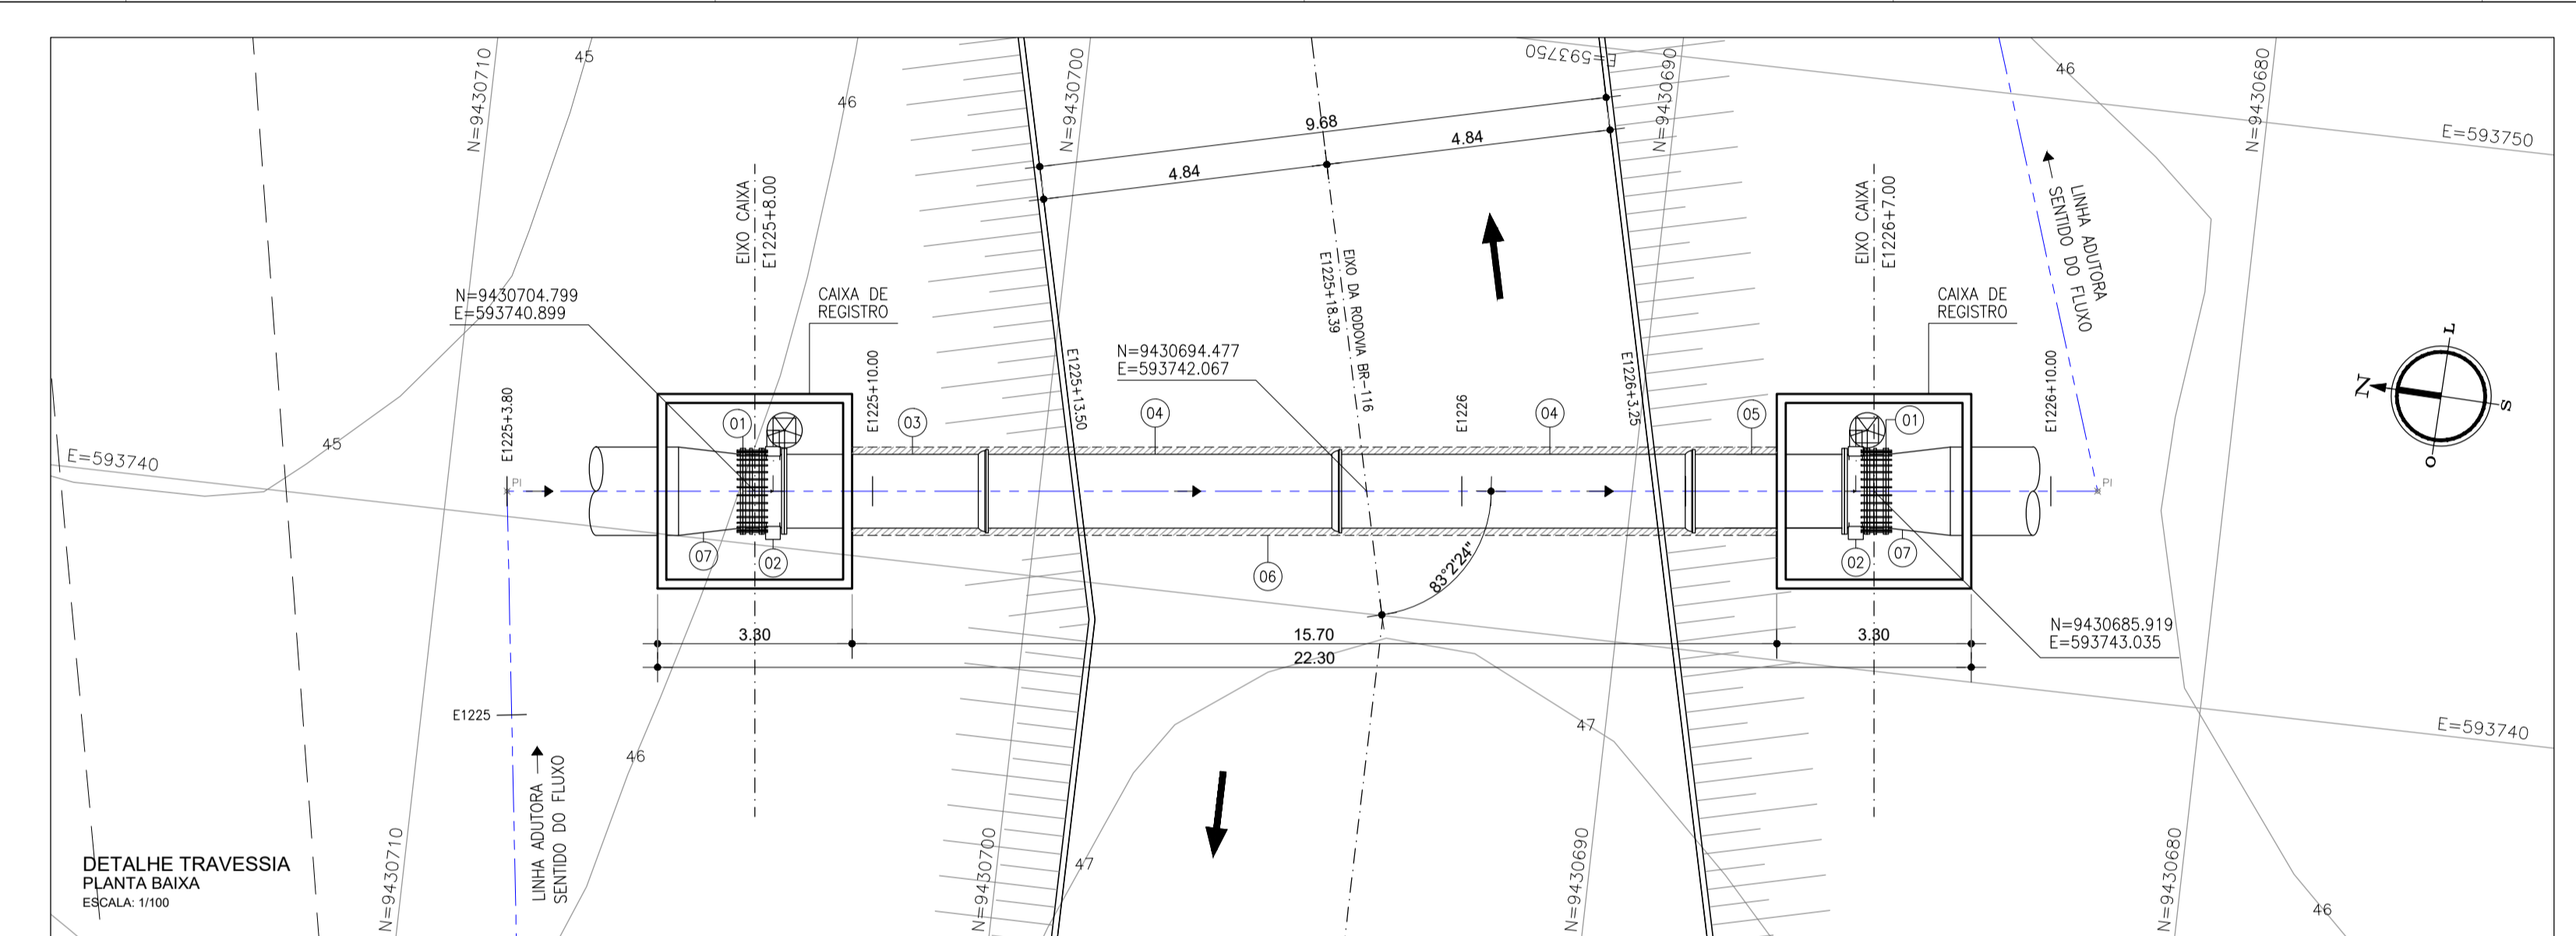 N=9430710
45
46
N=9430700
E=593750
N=9430690
46
N=9430680
E=593750
9.68
4.84
4.84
EIXO CAIXA
E1225+8.00
EIXO CAIXA
E1226+7.00
LINHA ADUTORA
SENTIDO DO FLUXO
EIXO DA RODOVIA BR-116
E1225+18.39
N=9430704.799
E=593740.899
CAIXA DE
REGISTRO
CAIXA DE
REGISTRO
N=9430694.477
E=593742.067
E1225+3.80
E1225+10.00
E1225+13.50
E1226
E1226+3.25
E1226+10.00
N
L
S
O
45
E=593740
PI
PI
01
03
04
04
05
01
07
02
06
02
07
83°2'24"
3.30
15.70
3.30
22.30
N=9430685.919
E=593743.035
E1225
46
47
E=593740
LINHA ADUTORA
SENTIDO DO FLUXO
N=9430710
N=9430700
47
N=9430690
N=9430680
46
DETALHE TRAVESSIA
PLANTA BAIXA
ESCALA: 1/100